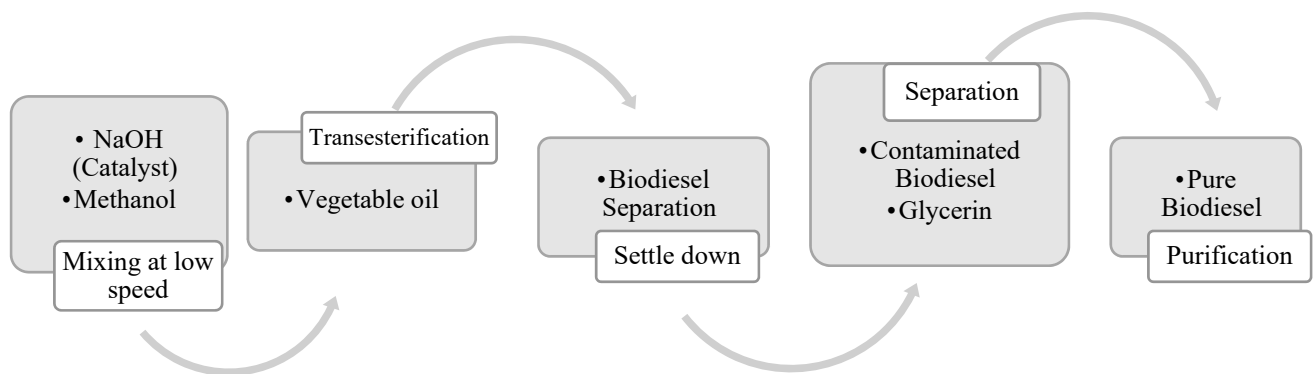 • NaOH
(Catalyst)
• Methanol
Mixing at low
speed
Transesterification
• Vegetable oil
• Biodiesel
Separation
Settle down
Separation
• Contaminated
Biodiesel
• Glycerin
• Pure
Biodiesel
Purification